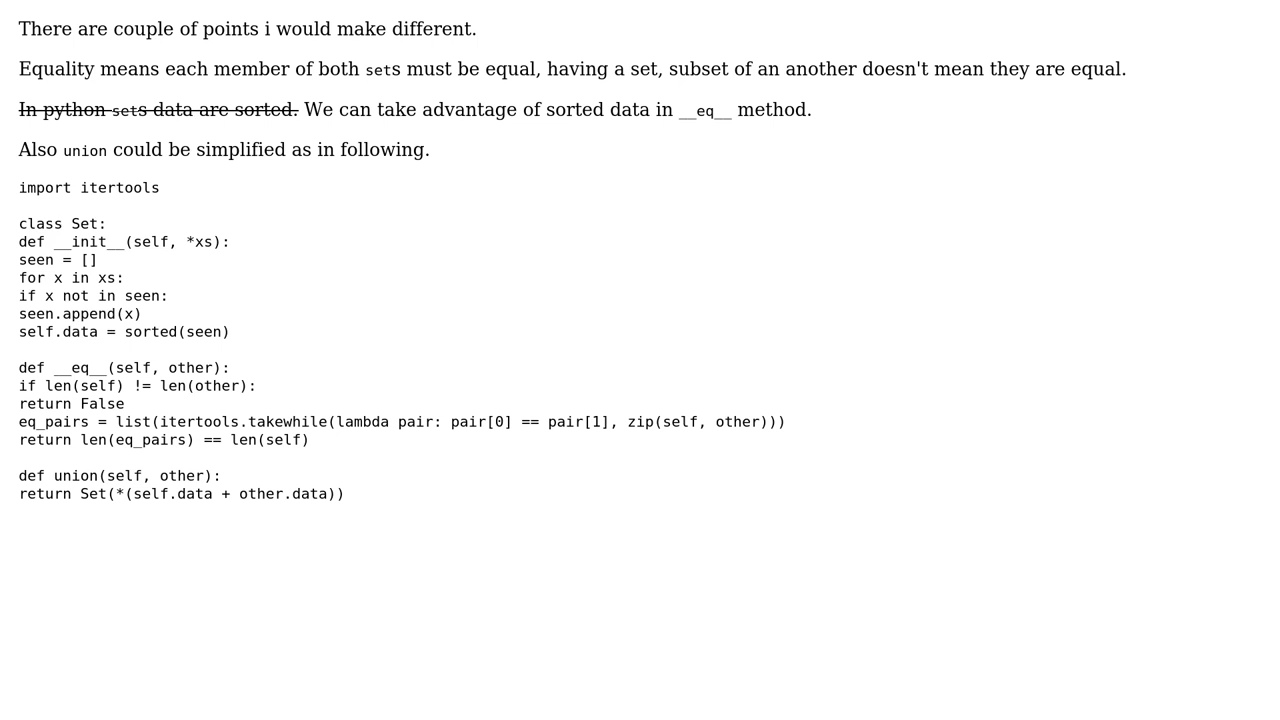 There are couple of points i would make different.
Equality means each member of both sets must be equal, having a set, subset of an another doesn't mean they are equal.
In python sets data are sorted. We can take advantage of sorted data in __eq__ method.
Also union could be simplified as in following.
import itertools
class Set:
def __init__(self, *xs):
seen = []
for x in xs:
if x not in seen:
seen.append(x)
self.data = sorted(seen)
def __eq__(self, other):
if len(self) != len(other):
return False
eq_pairs = list(itertools.takewhile(lambda pair: pair[0] == pair[1], zip(self, other)))
return len(eq_pairs) == len(self)
def union(self, other):
return Set(*(self.data + other.data))